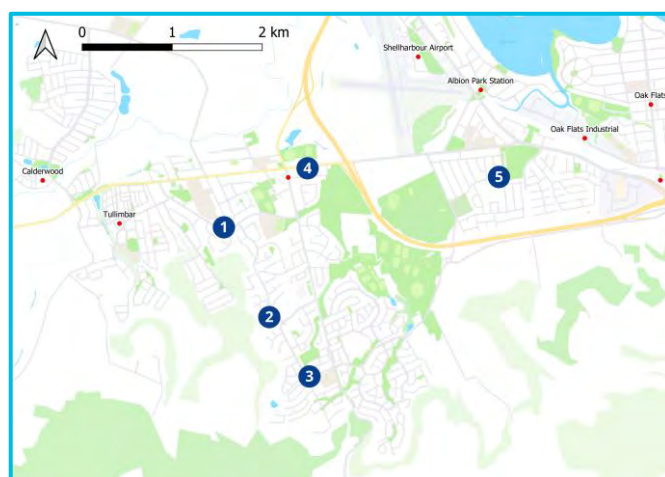 0 1 2 km
Shellharbour Airport
Albion Park Station
Oak Flats
Oak Flats Industrial
Calderwood
4
5
Tullimbar
1
2
3